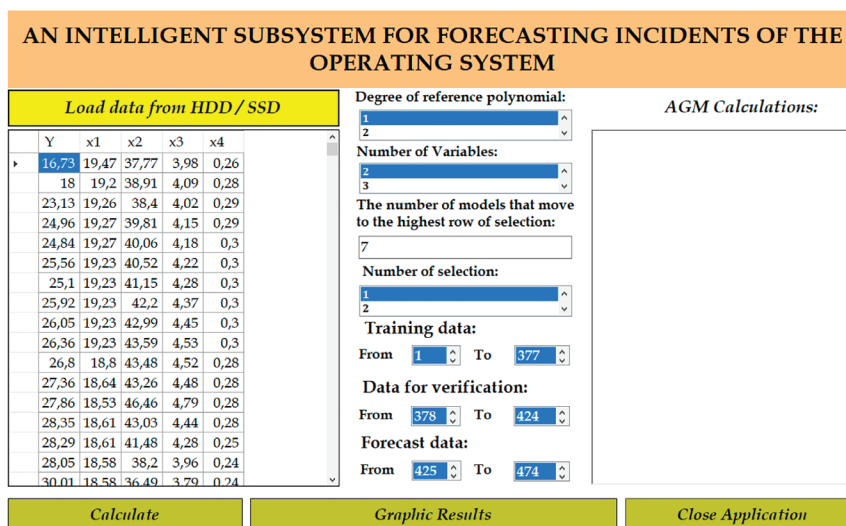 AN INTELLIGENT SUBSYSTEM FOR FORECASTING INCIDENTS OF THE
OPERATING SYSTEM
Load data from HDD / SSD
Y x1 x2 x3 x4
16,73 19,47 37,77 3,98 0,26
18 19,2 38,91 4,09 0,28
23,13 19,26 38,4 4,02 0,29
24,96 19,27 39,81 4,15 0,29
24,84 19,27 40,06 4,18 0,3
25,56 19,23 40,52 4,22 0,3
25,1 19,23 41,15 4,28 0,3
25,92 19,23 42,2 4,37 0,3
26,05 19,23 42,99 4,45 0,3
26,36 19,23 43,59 4,53 0,3
26,8 18,8 43,48 4,52 0,28
27,36 18,64 43,26 4,48 0,28
27,86 18,53 46,46 4,79 0,28
28,35 18,61 43,03 4,44 0,28
28,29 18,61 41,48 4,28 0,25
28,05 18,58 38,2 3,96 0,24
30,01 18,58 36,49 3,79 0,24
Degree of reference polynomial:
1
2
Number of Variables:
2
3
The number of models that move
to the highest row of selection:
7
Number of selection:
1
2
Training data:
From 1 To 377
Data for verification:
From 378 To 424
Forecast data:
From 425 To 474
AGM Calculations:
Calculate
Graphic Results
Close Application